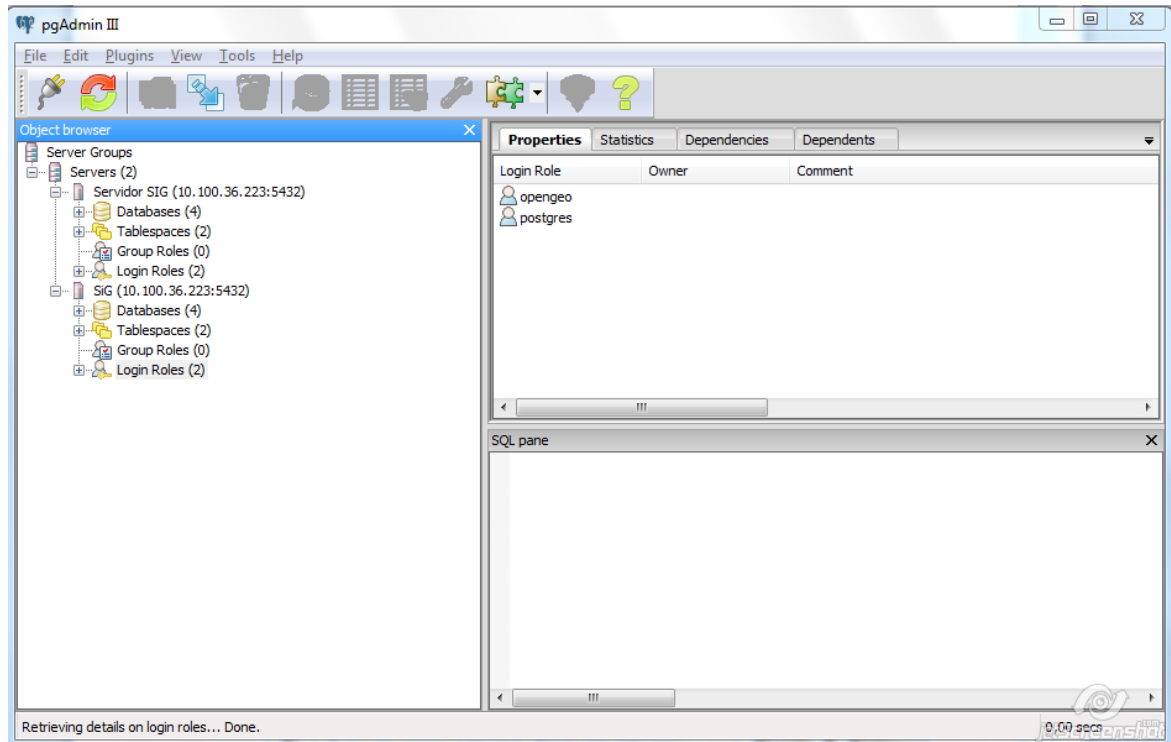 pgAdmin III
File Edit Plugins View Tools Help
Object browser
Server Groups
Servers (2)
Servidor SIG (10.100.36.223:5432)
Databases (4)
Tablespaces (2)
Group Roles (0)
Login Roles (2)
SiG (10.100.36.223:5432)
Databases (4)
Tablespaces (2)
Group Roles (0)
Login Roles (2)
Properties Statistics Dependencies Dependents
Login Role Owner Comment
opengeo
postgres
SQL pane
Retrieving details on login roles... Done.
0.00 secs